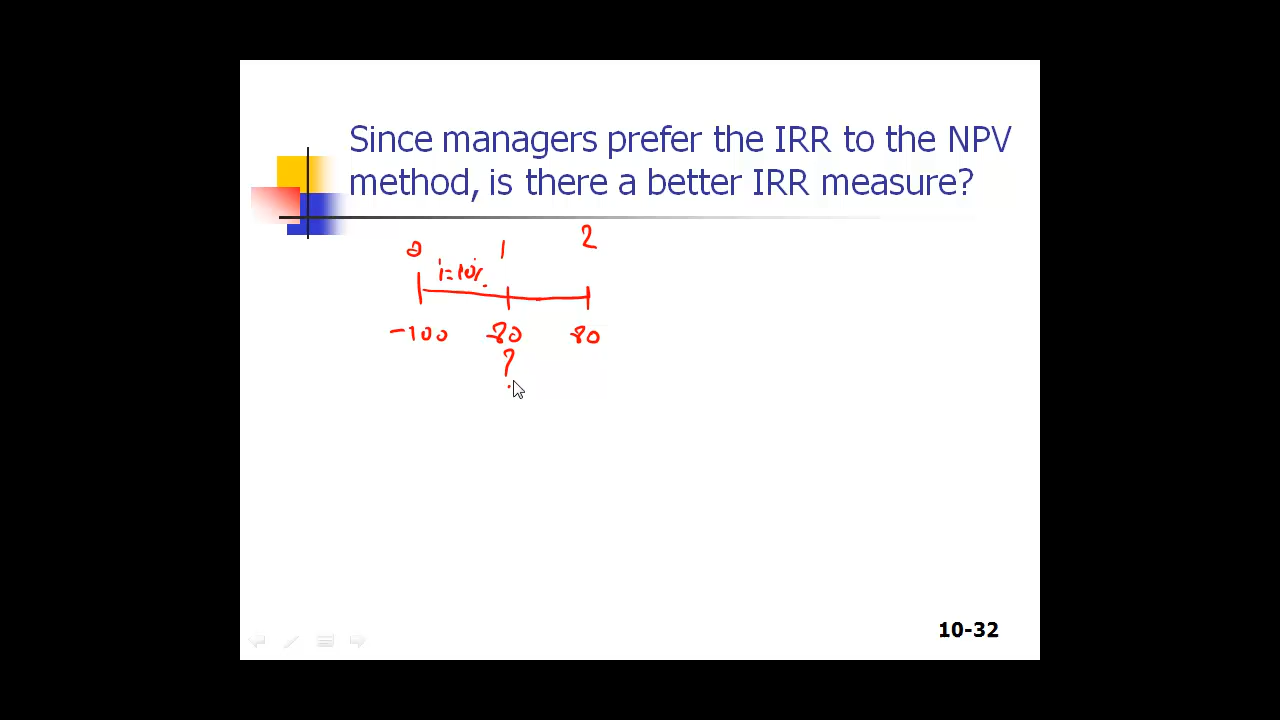 Since managers prefer the IRR to the NPV
method, is there a better IRR measure?
0 1 2
i=10%
-100 -80 80
?
10-32